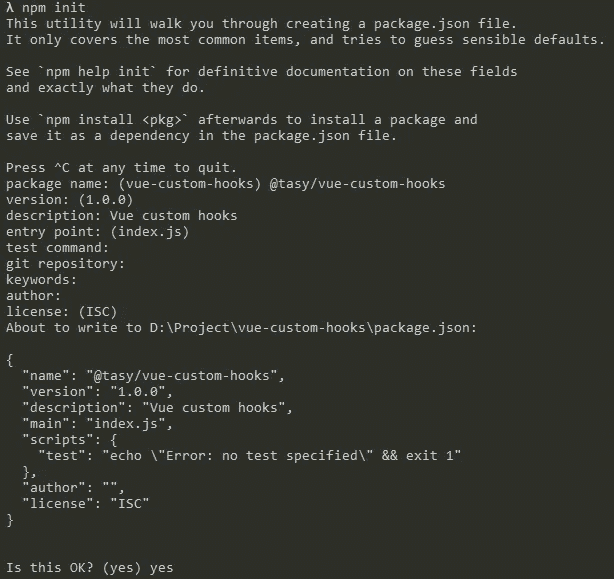 λ npm init
This utility will walk you through creating a package.json file.
It only covers the most common items, and tries to guess sensible defaults.
See `npm help init` for definitive documentation on these fields
and exactly what they do.
Use `npm install <pkg>` afterwards to install a package and
save it as a dependency in the package.json file.
Press ^C at any time to quit.
package name: (vue-custom-hooks) @tasy/vue-custom-hooks
version: (1.0.0)
description: Vue custom hooks
entry point: (index.js)
test command:
git repository:
keywords:
author:
license: (ISC)
About to write to D:\Project\vue-custom-hooks\package.json:
{
  "name": "@tasy/vue-custom-hooks",
  "version": "1.0.0",
  "description": "Vue custom hooks",
  "main": "index.js",
  "scripts": {
    "test": "echo \"Error: no test specified\" && exit 1"
  },
  "author": "",
  "license": "ISC"
}
Is this OK? (yes) yes